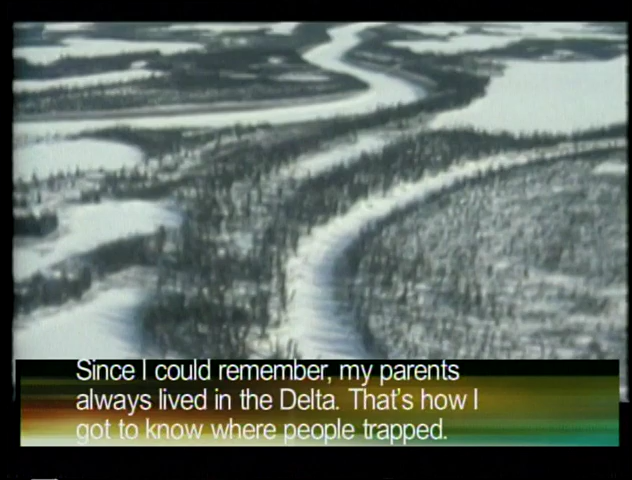 Since I could remember, my parents
always lived in the Delta. That's how I
got to know where people trapped.